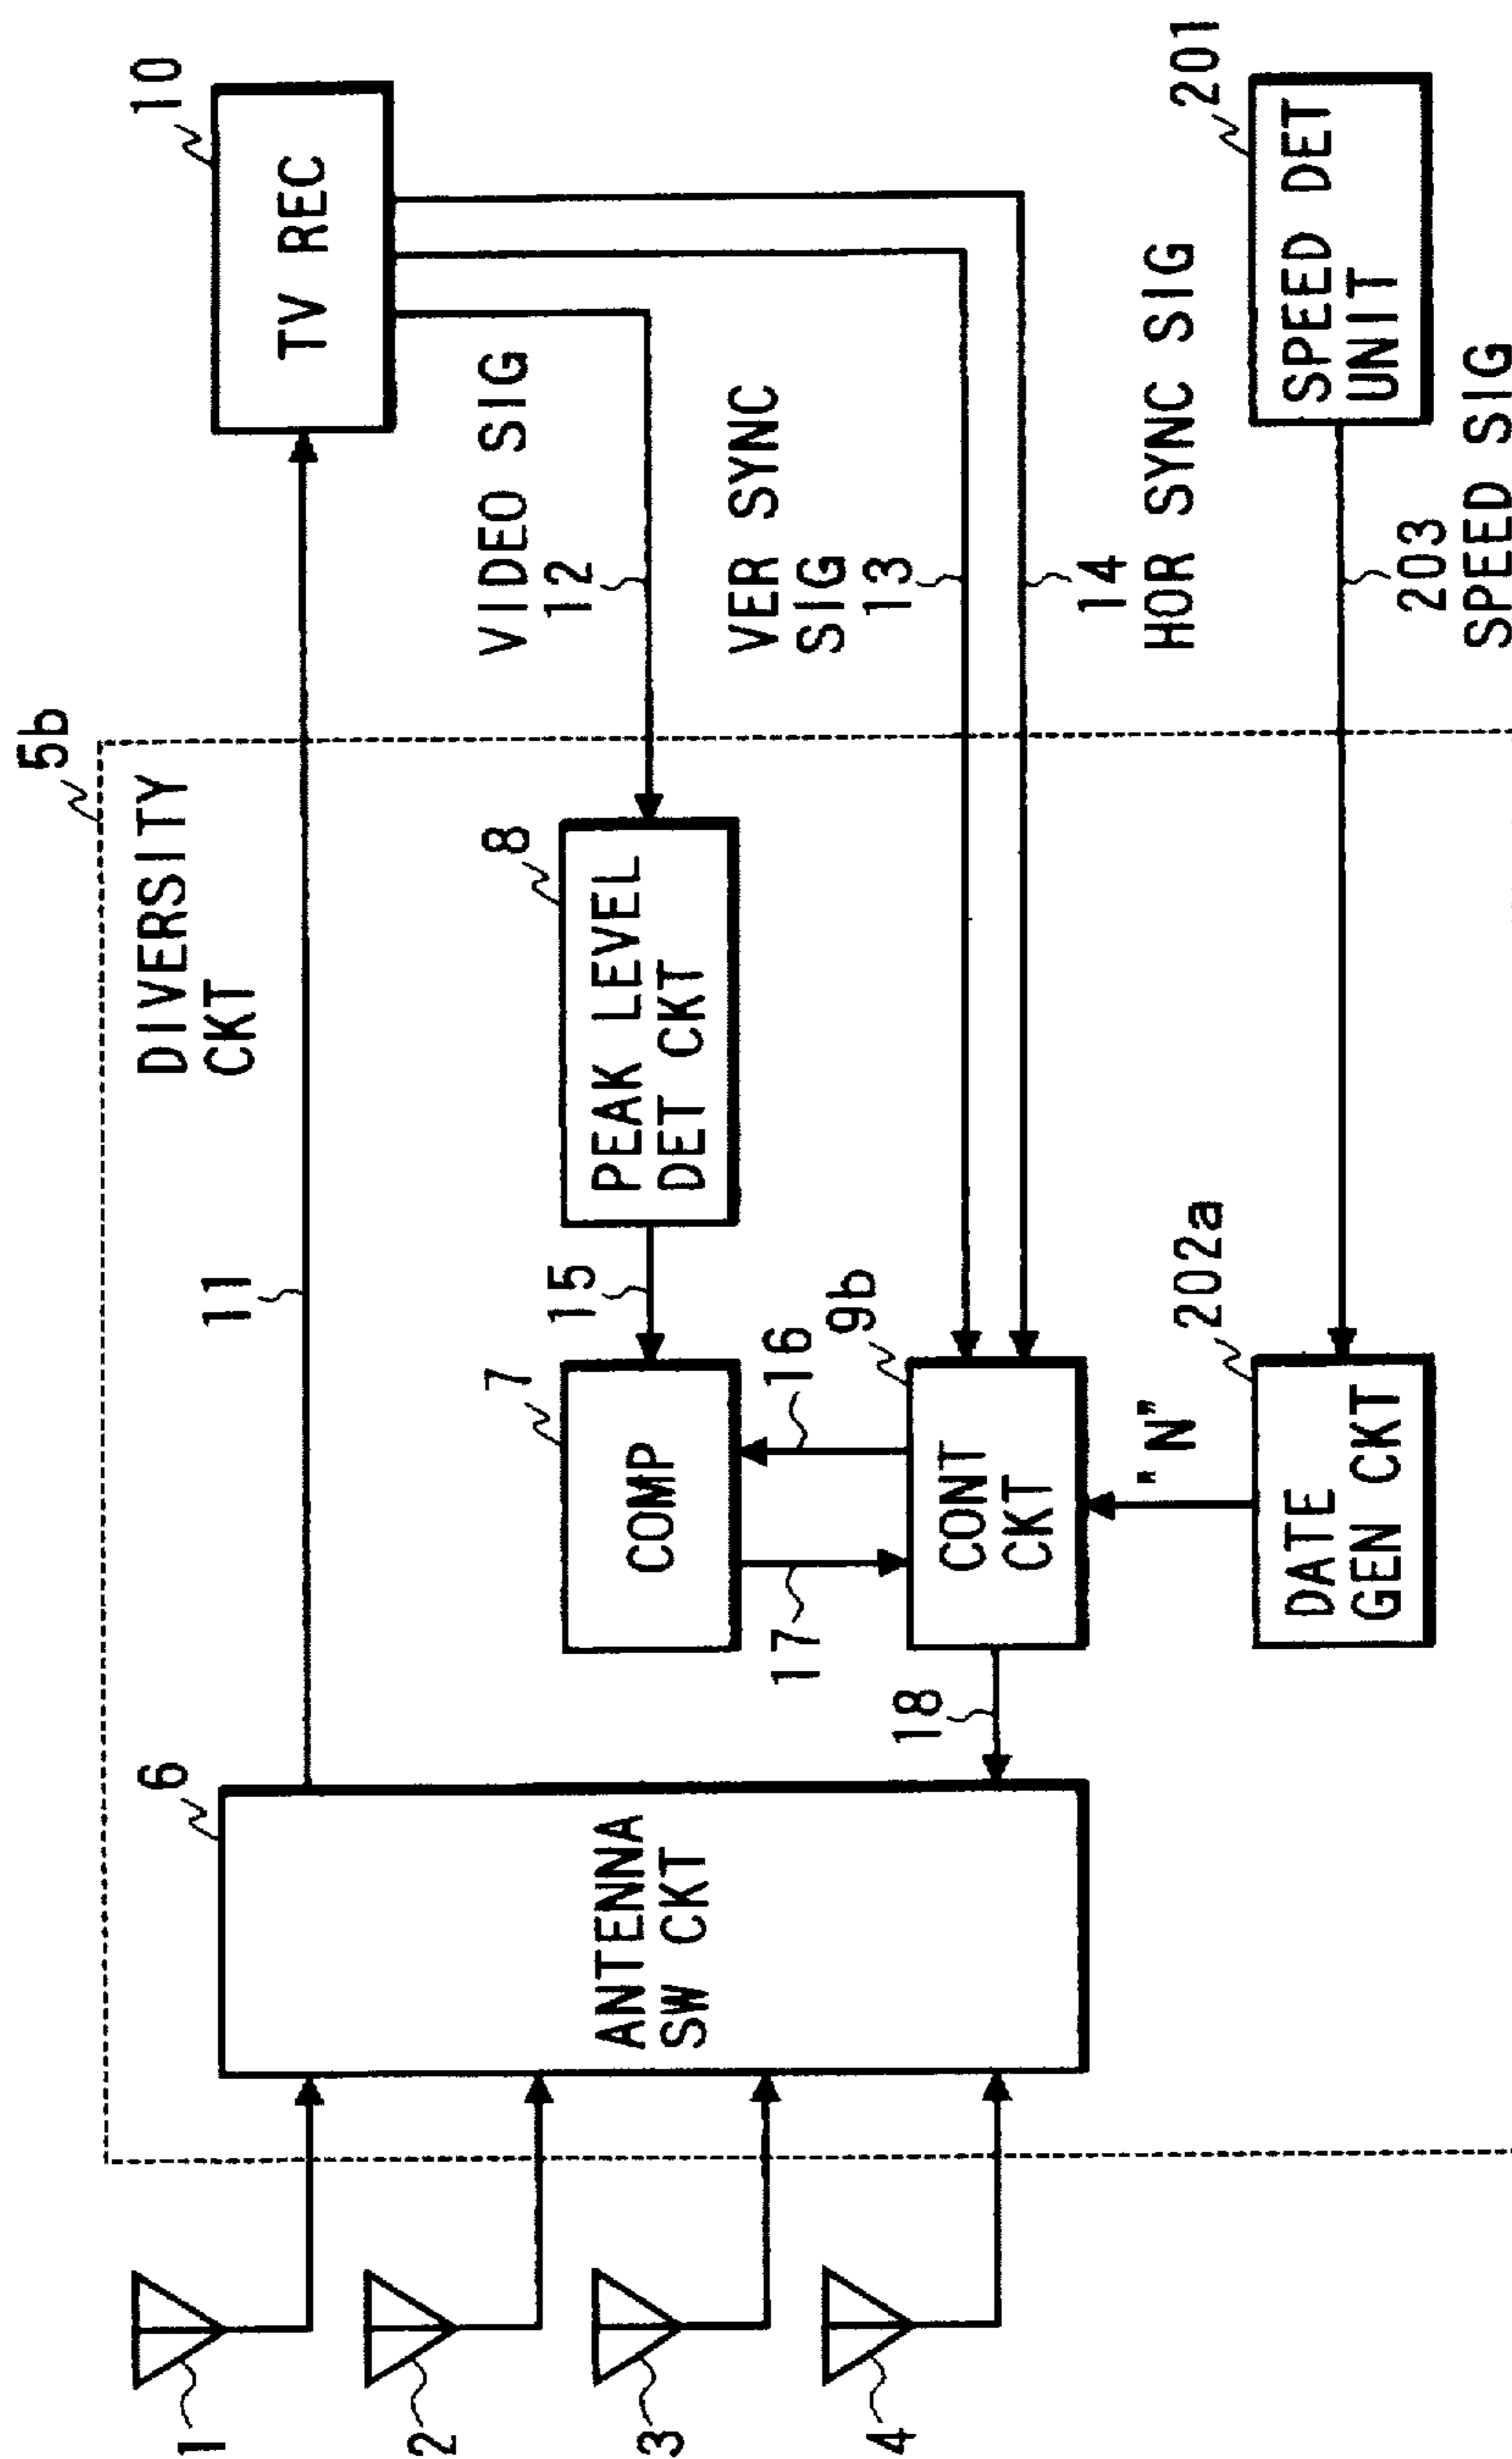 5b
DIVERSITY
CKT
1
2
3
4
6
ANTENNA
SW CKT
11
10
TV REC
VIDEO SIG
12
8
PEAK LEVEL
DET CKT
15
7
COMP
16
17
VER SYNC
SIG
13
14
HOR SYNC SIG
9b
CONT
CKT
18
"N"
202a
DATE
GEN CKT
201
SPEED DET
UNIT
203
SPEED SIG